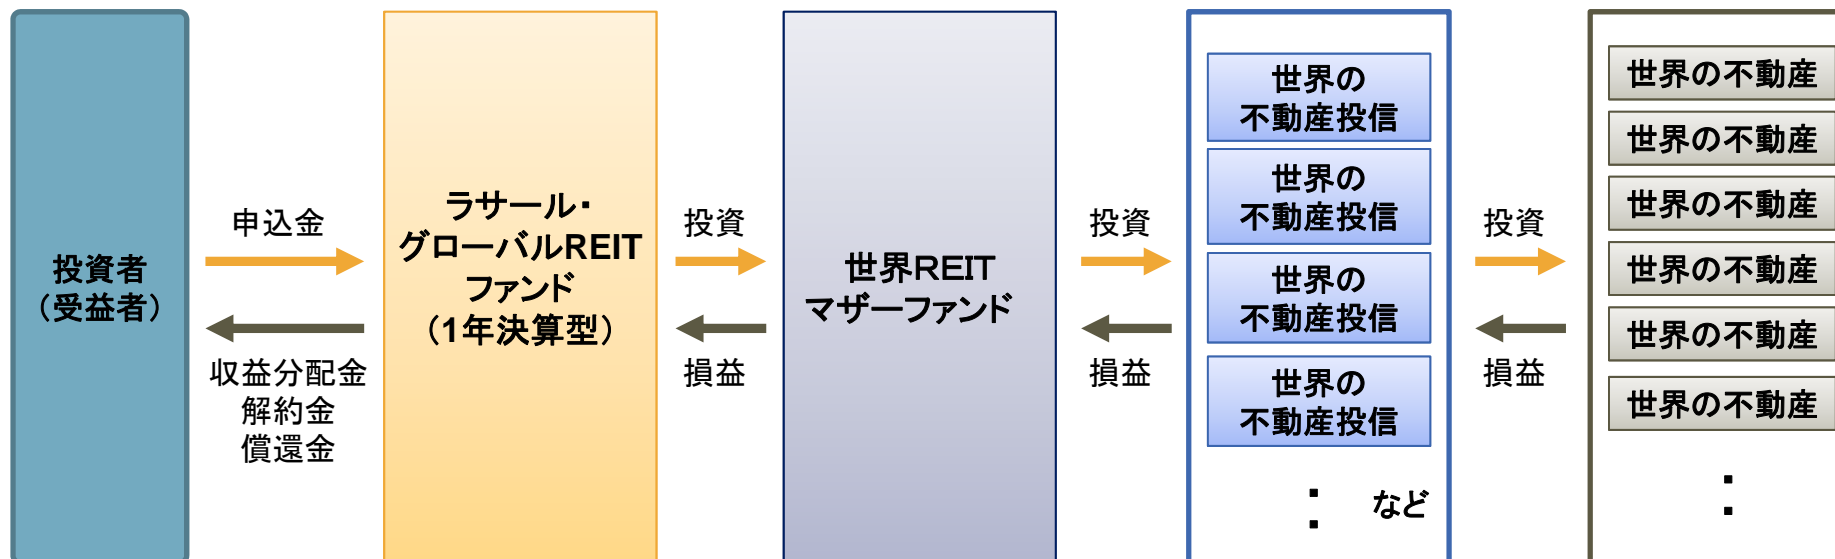 投資者
（受益者）
申込金
収益分配金
解約金
償還金
ラサール・
グローバルREIT
ファンド
（1年決算型）
投資
損益
世界REIT
マザーファンド
投資
損益
世界の
不動産投信
世界の
不動産投信
世界の
不動産投信
世界の
不動産投信
： など
投資
損益
世界の不動産
世界の不動産
世界の不動産
世界の不動産
世界の不動産
世界の不動産
：